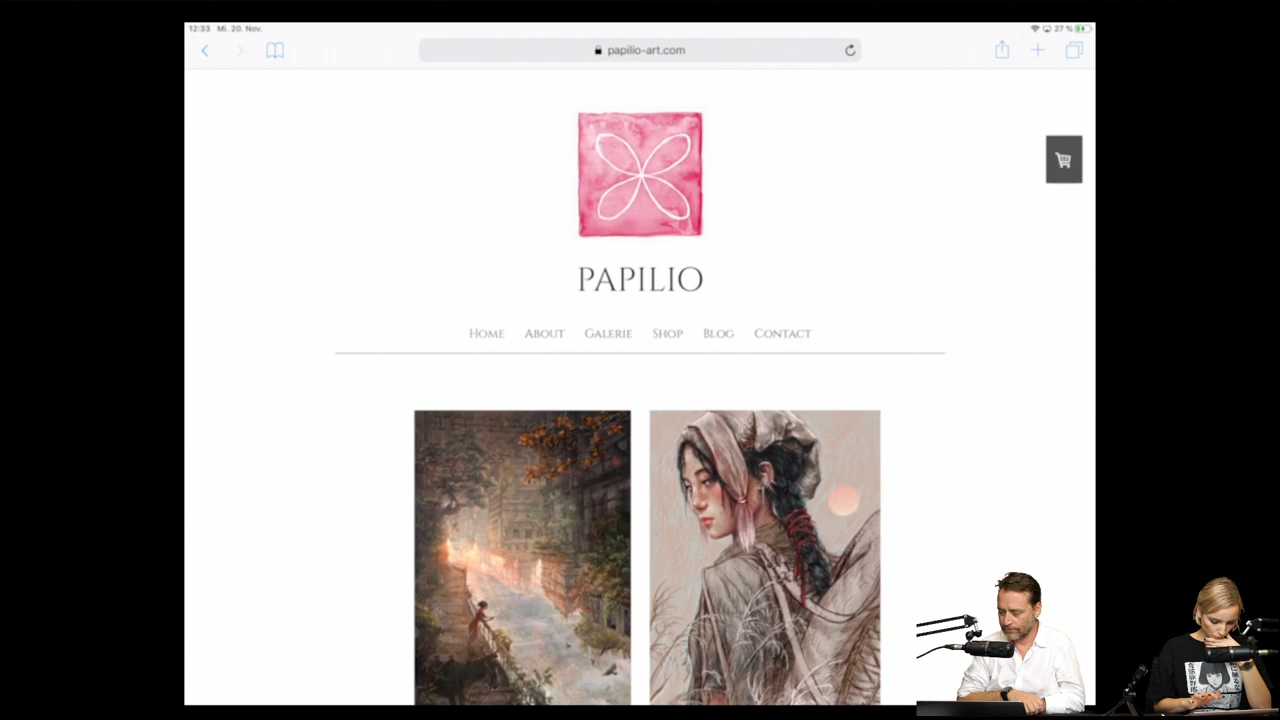 12:33 Mi. 20. Nov.
27 %
papilio-art.com
PAPILIO
HOME ABOUT GALERIE SHOP BLOG CONTACT